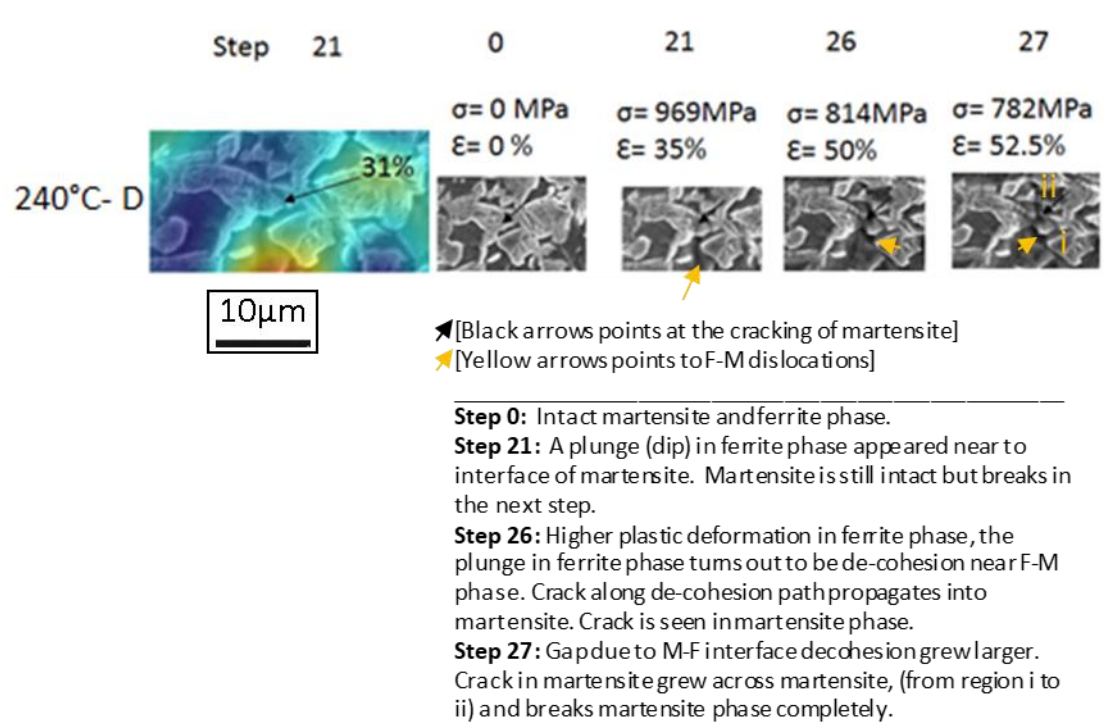 Step 21 0 21 26 27
σ= 0 MPa σ= 969MPa σ= 814MPa σ= 782MPa
Ɛ= 0 % Ɛ= 35% Ɛ= 50% Ɛ= 52.5%
31%
ii
240°C- D
i
10µm
[Black arrows points at the cracking of martensite]
[Yellow arrows points to F-M dislocations]
Step 0: Intact martensite and ferrite phase.
Step 21: A plunge (dip) in ferrite phase appeared near to
interface of martensite. Martensite is still intact but breaks in
the next step.
Step 26: Higher plastic deformation in ferrite phase, the
plunge in ferrite phase turns out to be de-cohesion near F-M
phase. Crack along de-cohesion path propagates into
martensite. Crack is seen in martensite phase.
Step 27: Gap due to M-F interface decohesion grew larger.
Crack in martensite grew across martensite, (from region i to
ii) and breaks martensite phase completely.